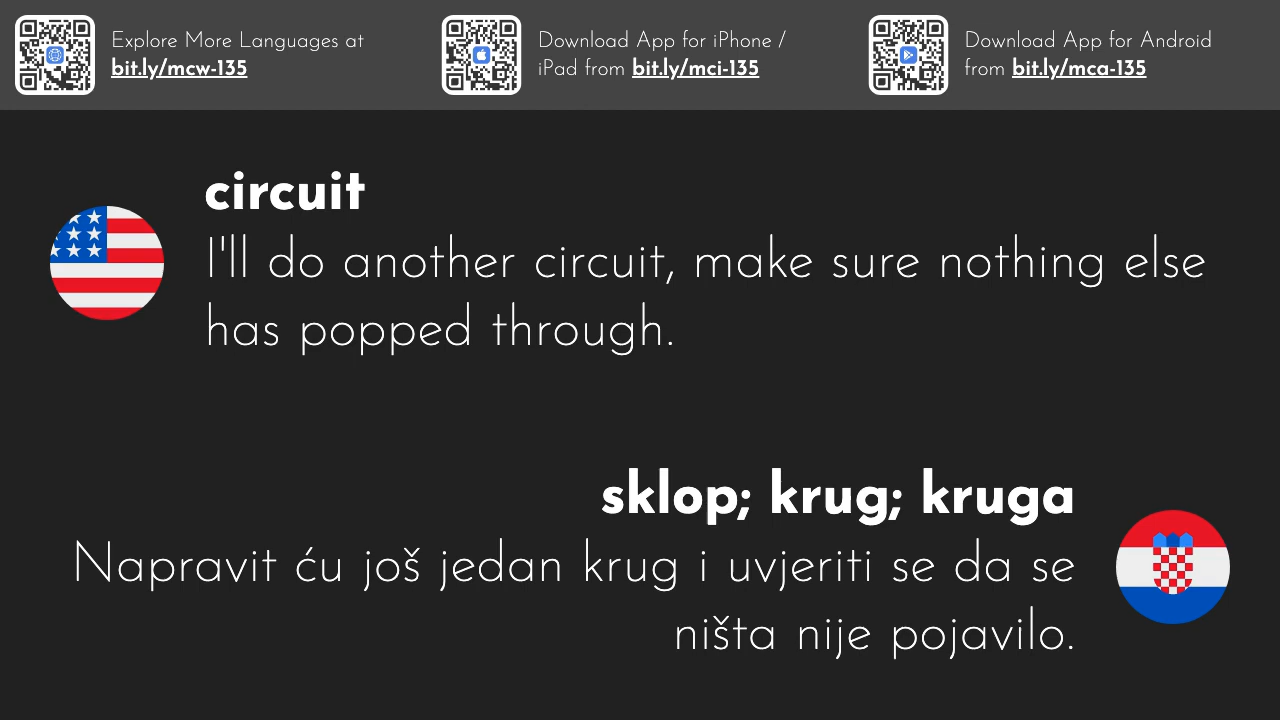 Explore More Languages at
bit.ly/mcw-135
Download App for iPhone /
iPad from bit.ly/mci-135
Download App for Android
from bit.ly/mca-135
circuit
I'll do another circuit, make sure nothing else
has popped through.
sklop; krug; kruga
Napravit ću još jedan krug i uvjeriti se da se
ništa nije pojavilo.